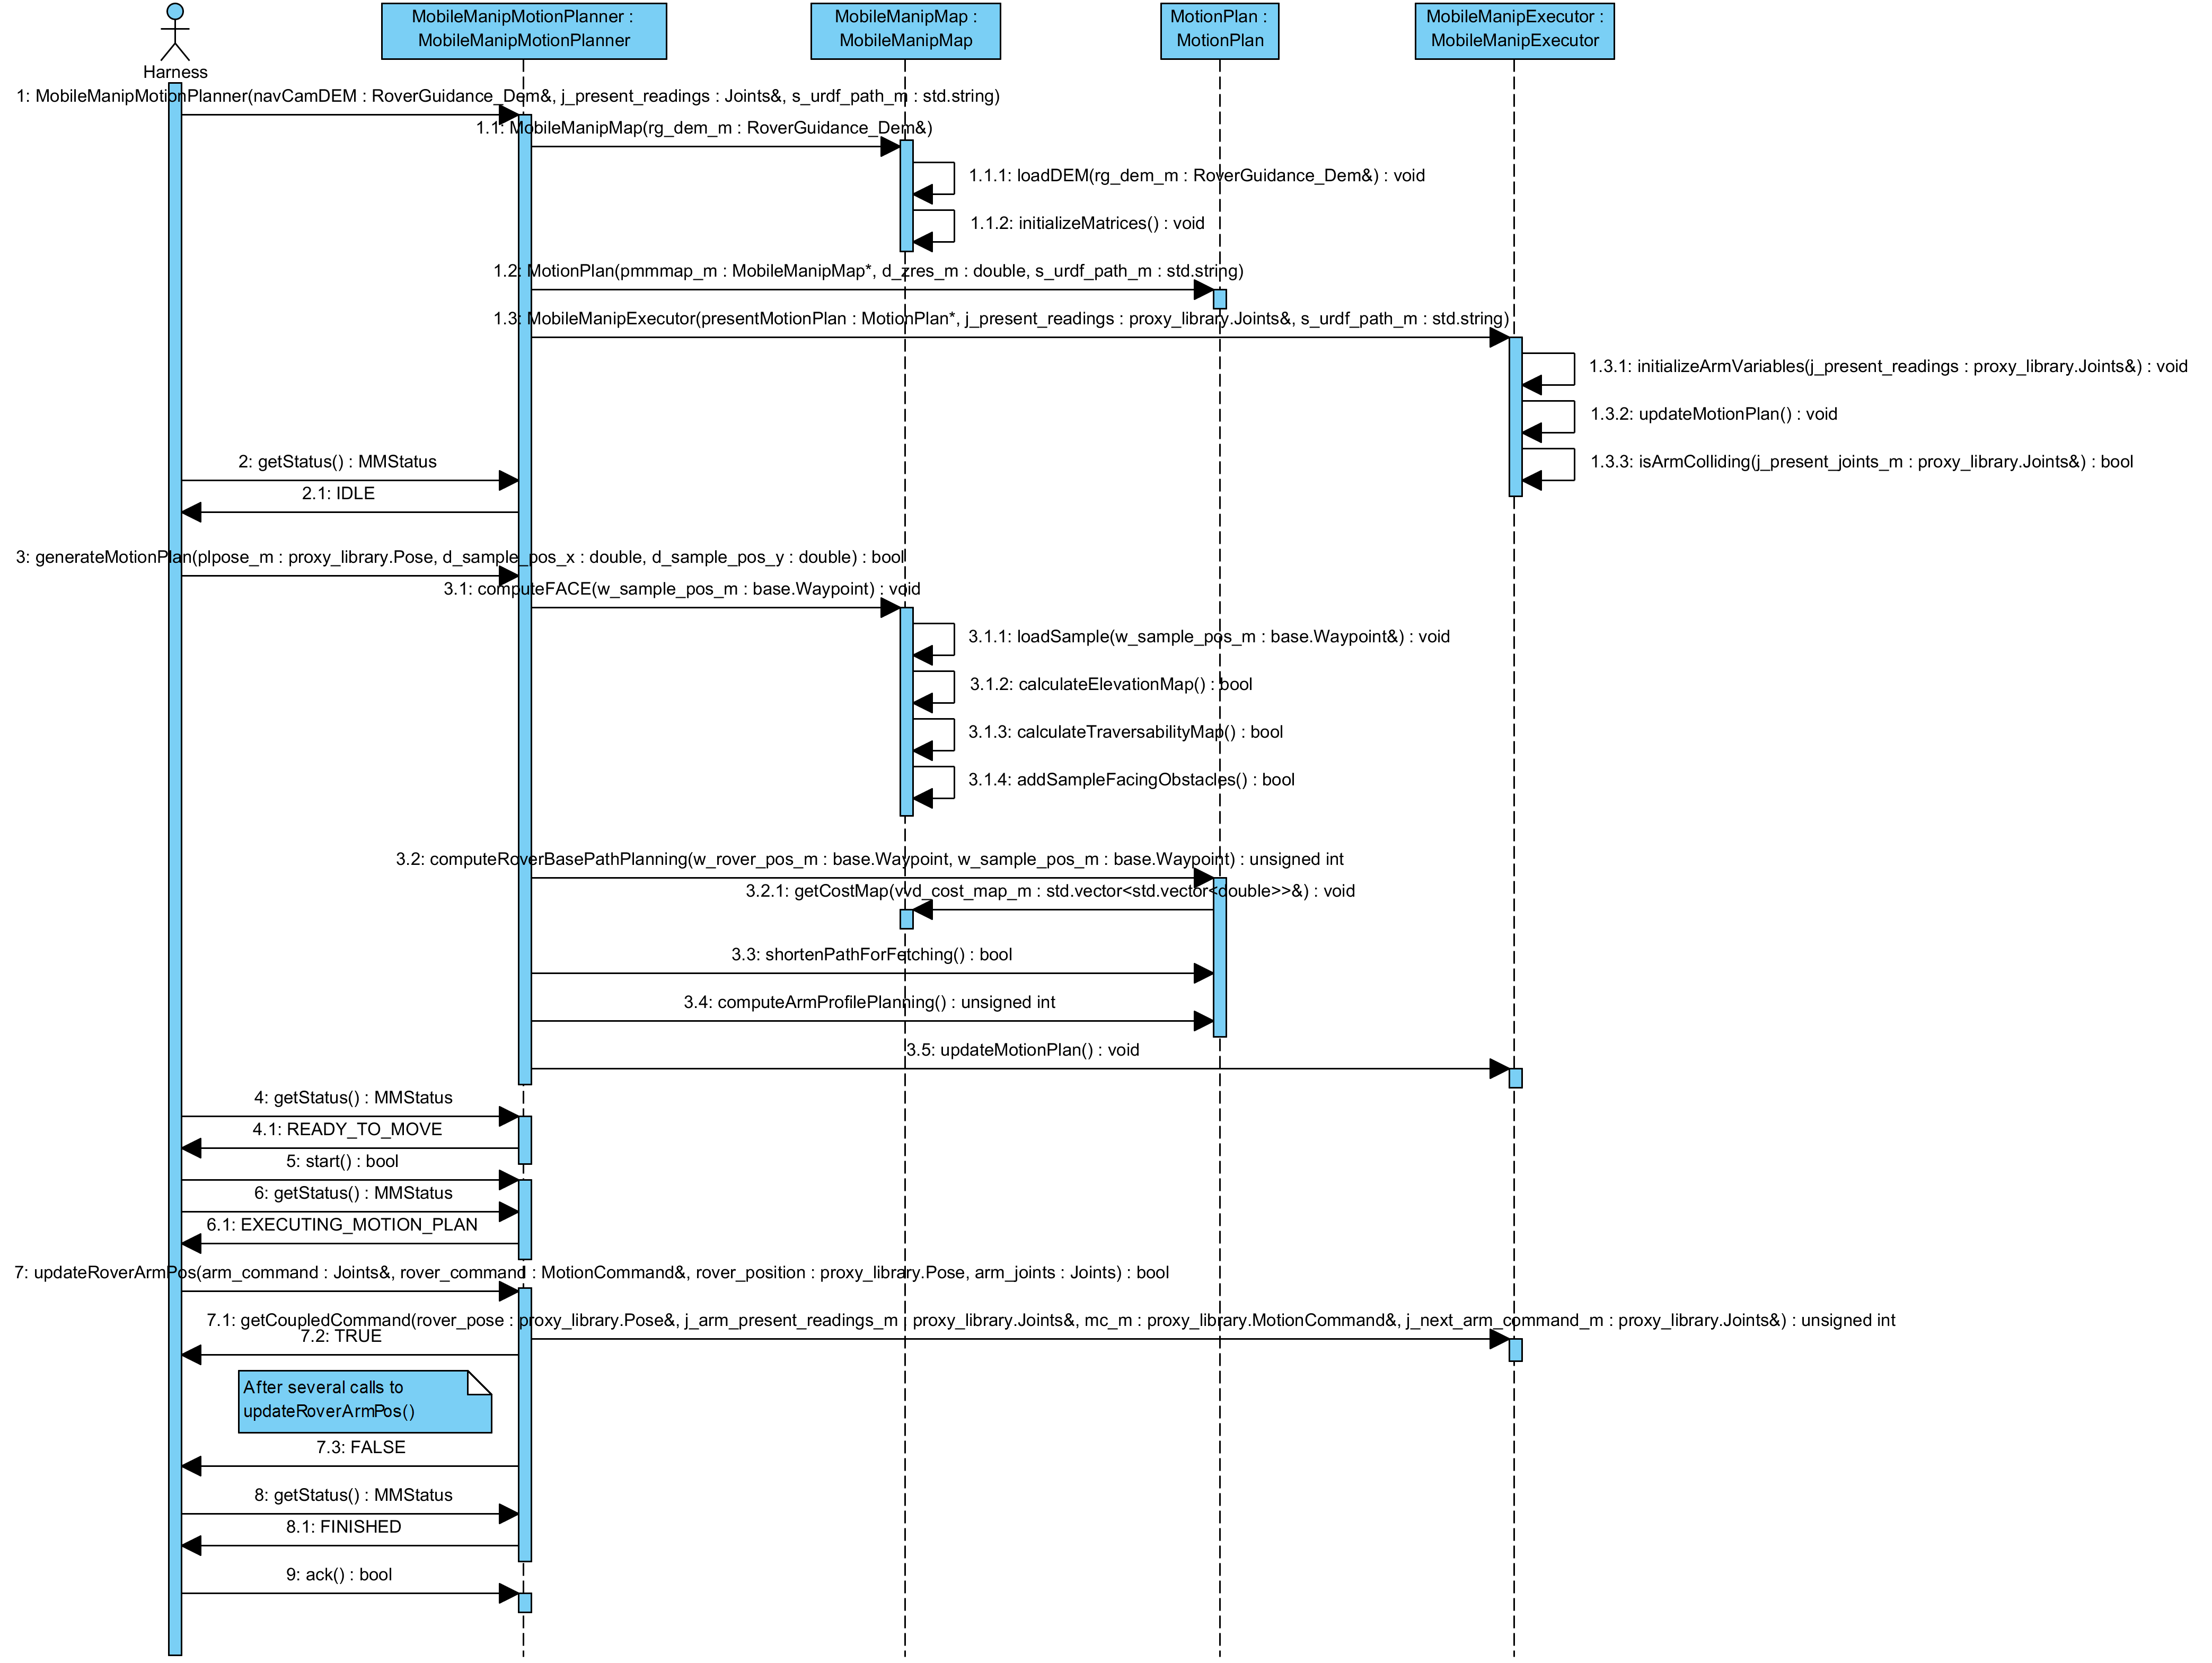 MobileManipMotionPlanner :
MobileManipMotionPlanner
MobileManipMap :
MobileManipMap
MotionPlan :
MotionPlan
MobileManipExecutor :
MobileManipExecutor
Harness
1: MobileManipMotionPlanner(navCamDEM : RoverGuidance_Dem&, j_present_readings : Joints&, s_urdf_path_m : std.string)
1.1: MobileManipMap(rg_dem_m : RoverGuidance_Dem&)
1.1.1: loadDEM(rg_dem_m : RoverGuidance_Dem&) : void
1.1.2: initializeMatrices() : void
1.2: MotionPlan(pmmmap_m : MobileManipMap*, d_zres_m : double, s_urdf_path_m : std.string)
1.3: MobileManipExecutor(presentMotionPlan : MotionPlan*, j_present_readings : proxy_library.Joints&, s_urdf_path_m : std.string)
1.3.1: initializeArmVariables(j_present_readings : proxy_library.Joints&) : void
1.3.2: updateMotionPlan() : void
1.3.3: isArmColliding(j_present_joints_m : proxy_library.Joints&) : bool
2: getStatus() : MMStatus
2.1: IDLE
3: generateMotionPlan(plpose_m : proxy_library.Pose, d_sample_pos_x : double, d_sample_pos_y : double) : bool
3.1: computeFACE(w_sample_pos_m : base.Waypoint) : void
3.1.1: loadSample(w_sample_pos_m : base.Waypoint&) : void
3.1.2: calculateElevationMap() : bool
3.1.3: calculateTraversabilityMap() : bool
3.1.4: addSampleFacingObstacles() : bool
3.2: computeRoverBasePathPlanning(w_rover_pos_m : base.Waypoint, w_sample_pos_m : base.Waypoint) : unsigned int
3.2.1: getCostMap(vvd_cost_map_m : std.vector<std.vector<double>>&) : void
3.3: shortenPathForFetching() : bool
3.4: computeArmProfilePlanning() : unsigned int
3.5: updateMotionPlan() : void
4: getStatus() : MMStatus
4.1: READY_TO_MOVE
5: start() : bool
6: getStatus() : MMStatus
6.1: EXECUTING_MOTION_PLAN
7: updateRoverArmPos(arm_command : Joints&, rover_command : MotionCommand&, rover_position : proxy_library.Pose, arm_joints : Joints) : bool
7.1: getCoupledCommand(rover_pose : proxy_library.Pose&, j_arm_present_readings_m : proxy_library.Joints&, mc_m : proxy_library.MotionCommand&, j_next_arm_command_m : proxy_library.Joints&) : unsigned int
7.2: TRUE
After several calls to
updateRoverArmPos()
7.3: FALSE
8: getStatus() : MMStatus
8.1: FINISHED
9: ack() : bool